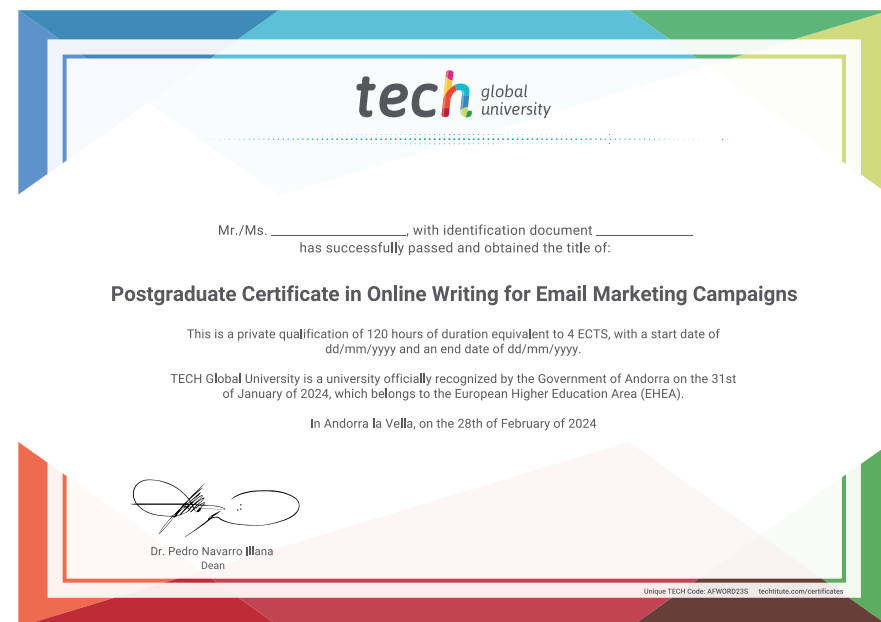 tech global university
Mr./Ms. __________________, with identification document _____________
has successfully passed and obtained the title of:
Postgraduate Certificate in Online Writing for Email Marketing Campaigns
This is a private qualification of 120 hours of duration equivalent to 4 ECTS, with a start date of
dd/mm/yyyy and an end date of dd/mm/yyyy.
TECH Global University is a university officially recognized by the Government of Andorra on the 31st
of January of 2024, which belongs to the European Higher Education Area (EHEA).
In Andorra la Vella, on the 28th of February of 2024
Dr. Pedro Navarro Illana
Dean
Unique TECH Code: AFWORD23S techtitute.com/certificates